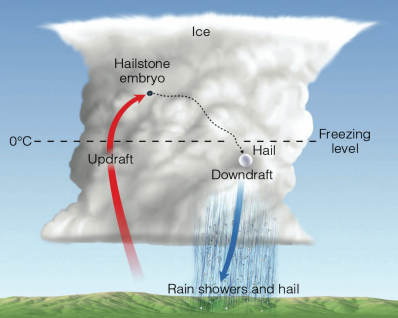 Ice
Hailstone
embryo
0°C
Freezing
level
Updraft
Hail
Downdraft
Rain showers and hail